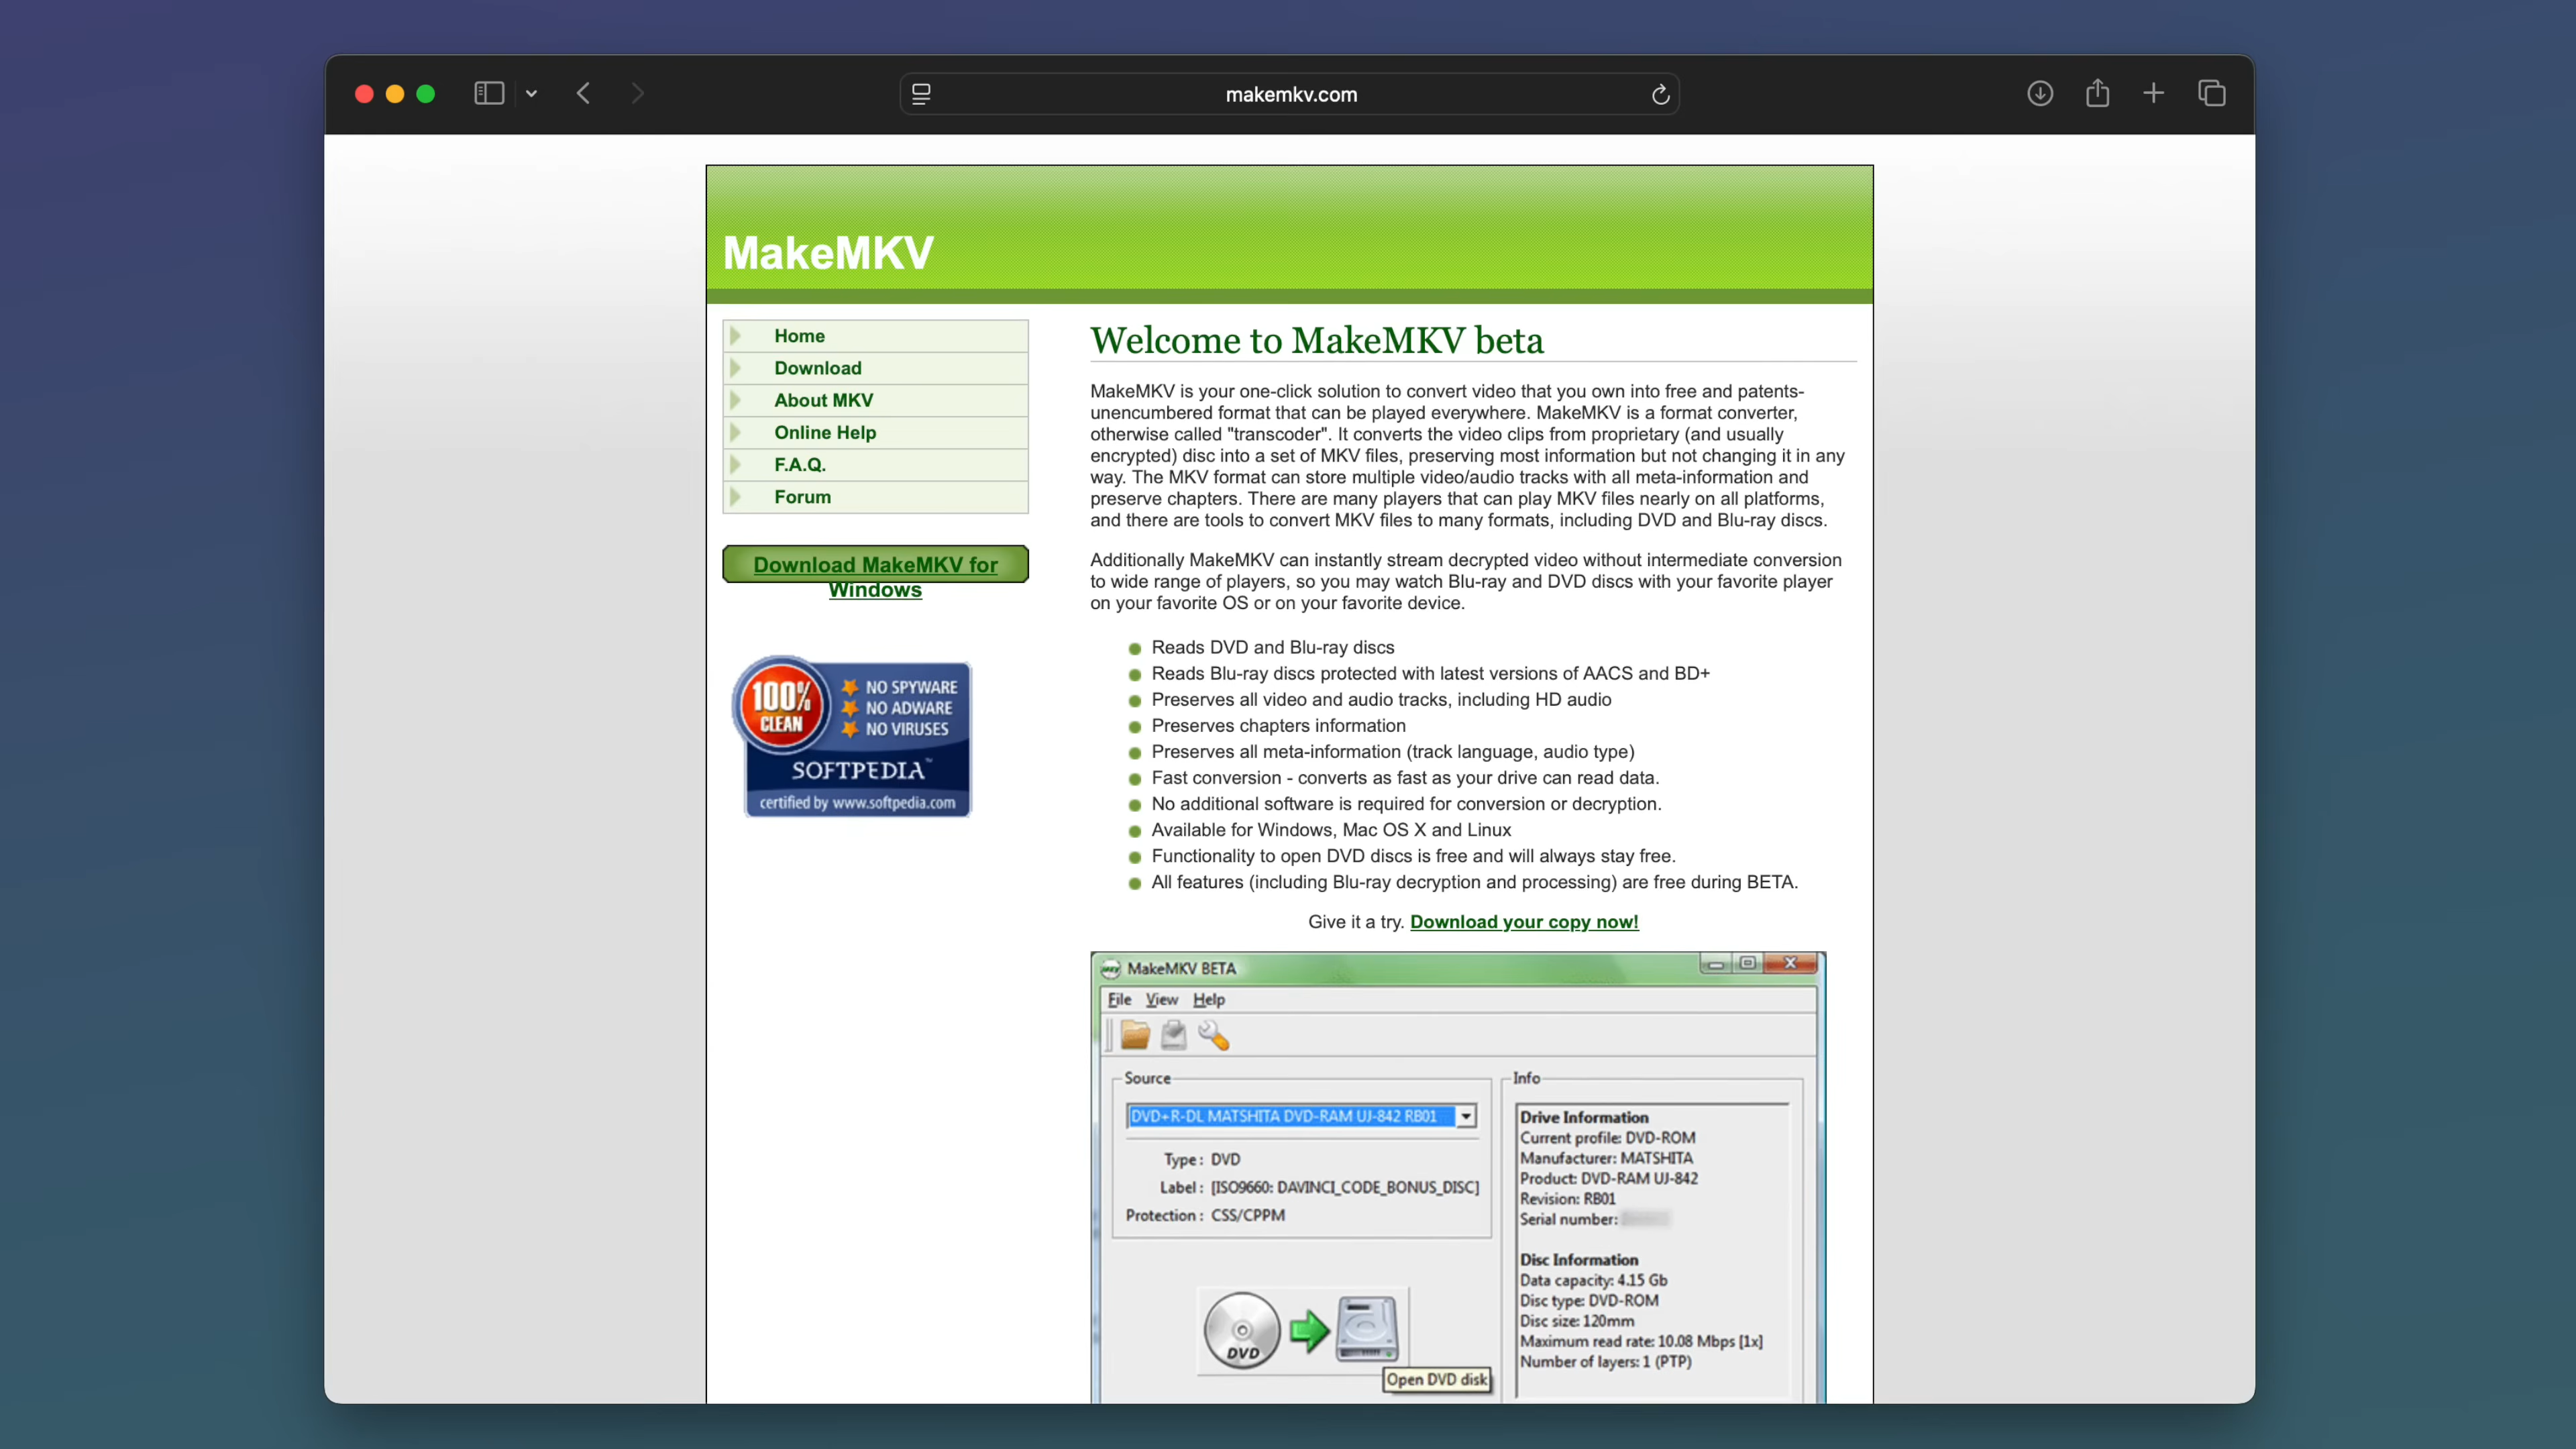 makemkv.com
MakeMKV
Home
Download
About MKV
Online Help
F.A.Q.
Forum
Download MakeMKV for
Windows
100%
CLEAN
NO SPYWARE
NO ADWARE
NO VIRUSES
SOFTPEDIA™
certified by www.softpedia.com
Welcome to MakeMKV beta
MakeMKV is your one-click solution to convert video that you own into free and patents-
unencumbered format that can be played everywhere. MakeMKV is a format converter,
otherwise called "transcoder". It converts the video clips from proprietary (and usually
encrypted) disc into a set of MKV files, preserving most information but not changing it in any
way. The MKV format can store multiple video/audio tracks with all meta-information and
preserve chapters. There are many players that can play MKV files nearly on all platforms,
and there are tools to convert MKV files to many formats, including DVD and Blu-ray discs.
Additionally MakeMKV can instantly stream decrypted video without intermediate conversion
to wide range of players, so you may watch Blu-ray and DVD discs with your favorite player
on your favorite OS or on your favorite device.
Reads DVD and Blu-ray discs
Reads Blu-ray discs protected with latest versions of AACS and BD+
Preserves all video and audio tracks, including HD audio
Preserves chapters information
Preserves all meta-information (track language, audio type)
Fast conversion - converts as fast as your drive can read data.
No additional software is required for conversion or decryption.
Available for Windows, Mac OS X and Linux
Functionality to open DVD discs is free and will always stay free.
All features (including Blu-ray decryption and processing) are free during BETA.
Give it a try. Download your copy now!
MakeMKV BETA
File View Help
Source
DVD+R-DL MATSHITA DVD-RAM UJ-842 RB01
Type : DVD
Label : [ISO9660: DAVINCI_CODE_BONUS_DISC]
Protection : CSS/CPPM
DVD
Open DVD disk
Info
Drive Information
Current profile: DVD-ROM
Manufacturer: MATSHITA
Product: DVD-RAM UJ-842
Revision: RB01
Serial number:
Disc Information
Data capacity: 4.15 Gb
Disc type: DVD-ROM
Disc size: 120mm
Maximum read rate: 10.08 Mbps [1x]
Number of layers: 1 (PTP)